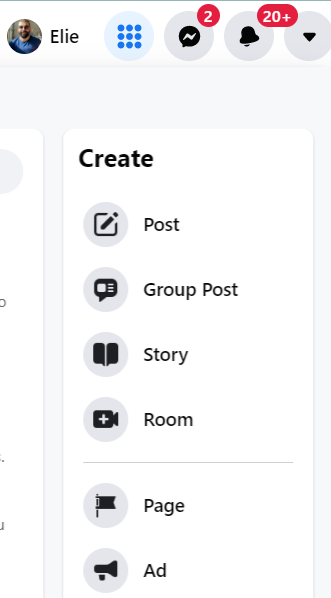 Elie
2
20+
Create
Post
Group Post
Story
Room
Page
Ad